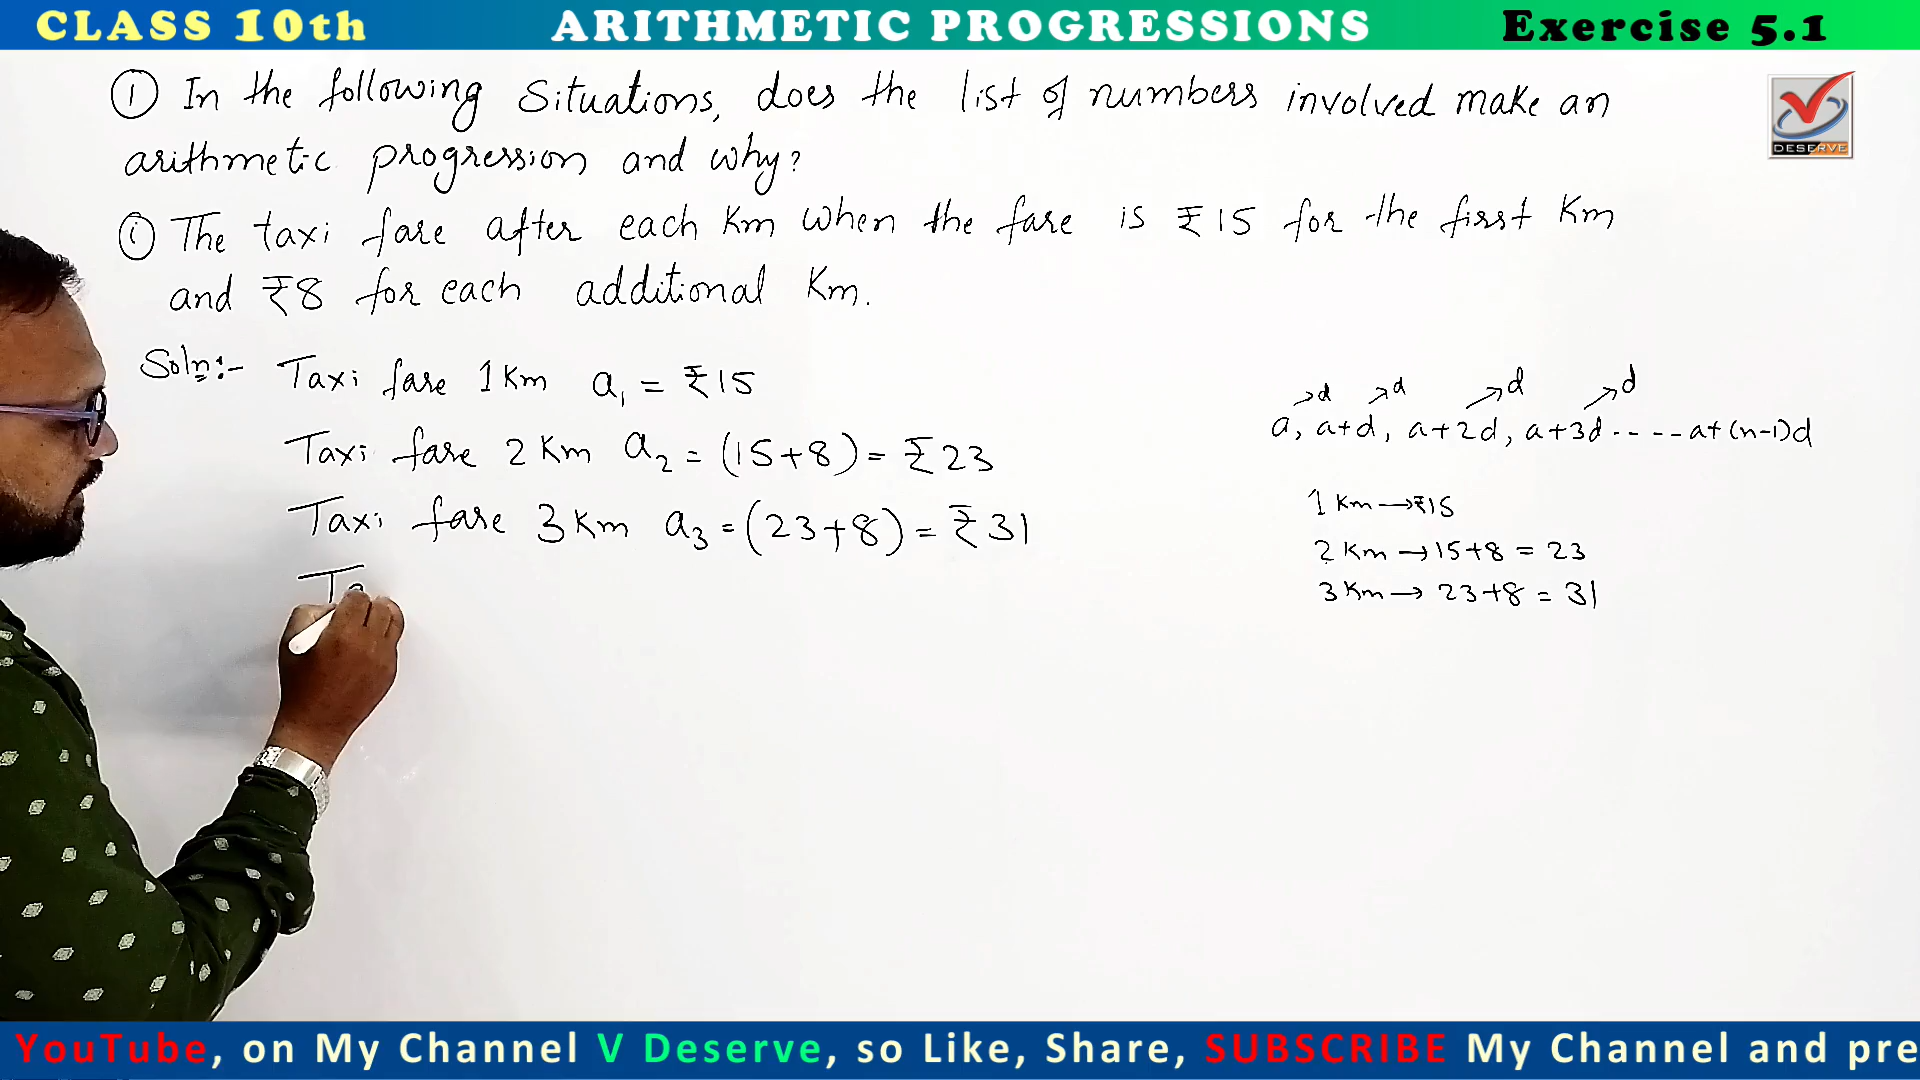 CLASS 10th ARITHMETIC PROGRESSIONS Exercise 5.1
① In the following Situations, does the list of numbers involved make an
arithmetic progression and why?
ⓘ The taxi fare after each Km when the fare is ₹15 for the first Km
and ₹8 for each additional Km.
DESERVE
Soln:- Taxi fare 1 Km a₁ = ₹15
Taxi fare 2 Km a₂ = (15+8) = ₹23
Taxi fare 3 Km a₃ = (23+8) = ₹31
Ta
d d d d
a, a+d, a+2d, a+3d ---- a+(n-1)d
1 Km → ₹15
2 Km → 15+8 = 23
3 Km → 23+8 = 31
YouTube, on My Channel V Deserve, so Like, Share, SUBSCRIBE My Channel and pre